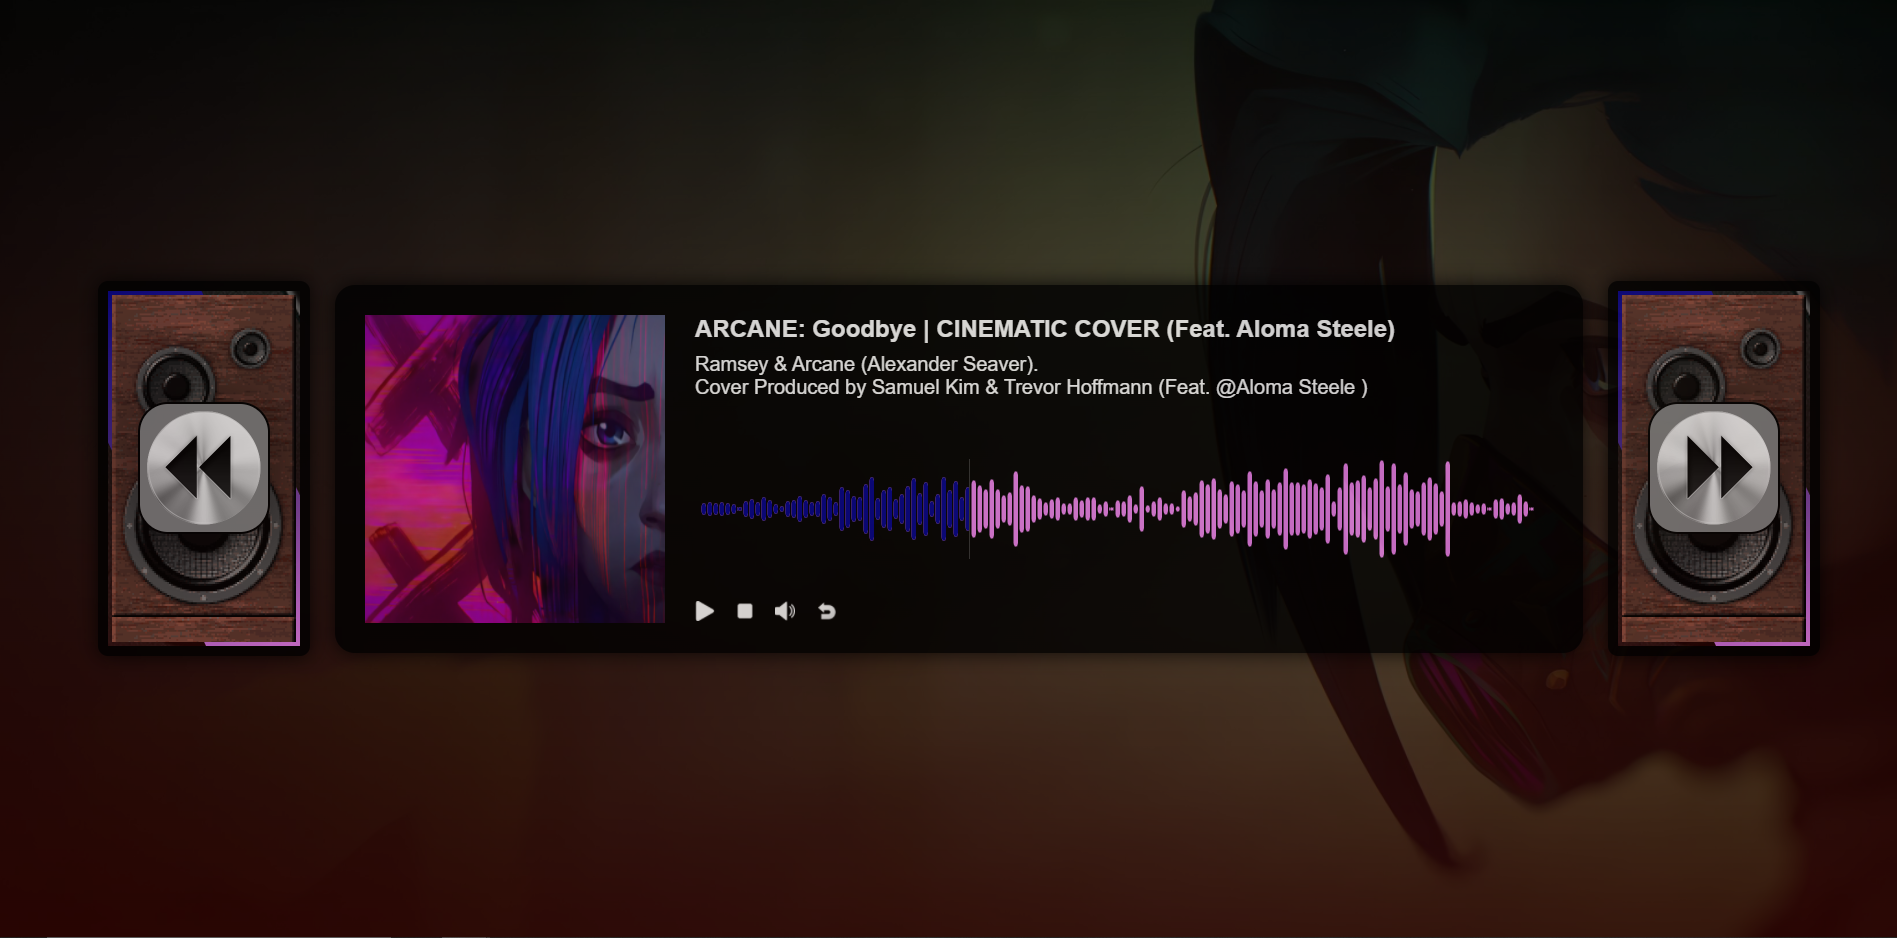 ARCANE: Goodbye | CINEMATIC COVER (Feat. Aloma Steele)
Ramsey & Arcane (Alexander Seaver).
Cover Produced by Samuel Kim & Trevor Hoffmann (Feat. @Aloma Steele )